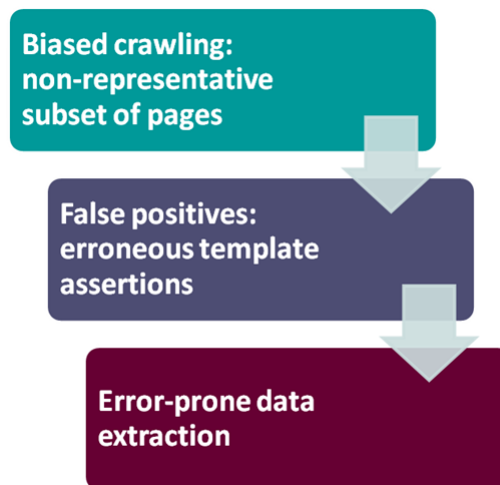 Biased crawling:
non-representative
subset of pages
False positives:
erroneous template
assertions
Error-prone data
extraction